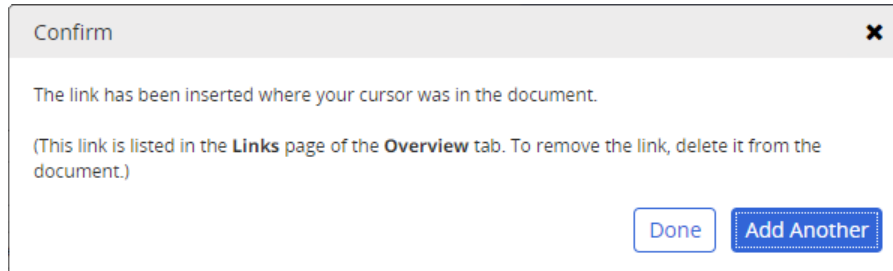 Confirm
The link has been inserted where your cursor was in the document.
(This link is listed in the Links page of the Overview tab. To remove the link, delete it from the
document.)
Done Add Another